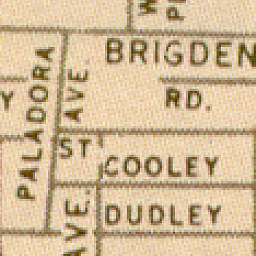 W
P
BRIGDEN
RD.
Y
PALADORA
AVE.
ST
COOLEY
DUDLEY
AVE.